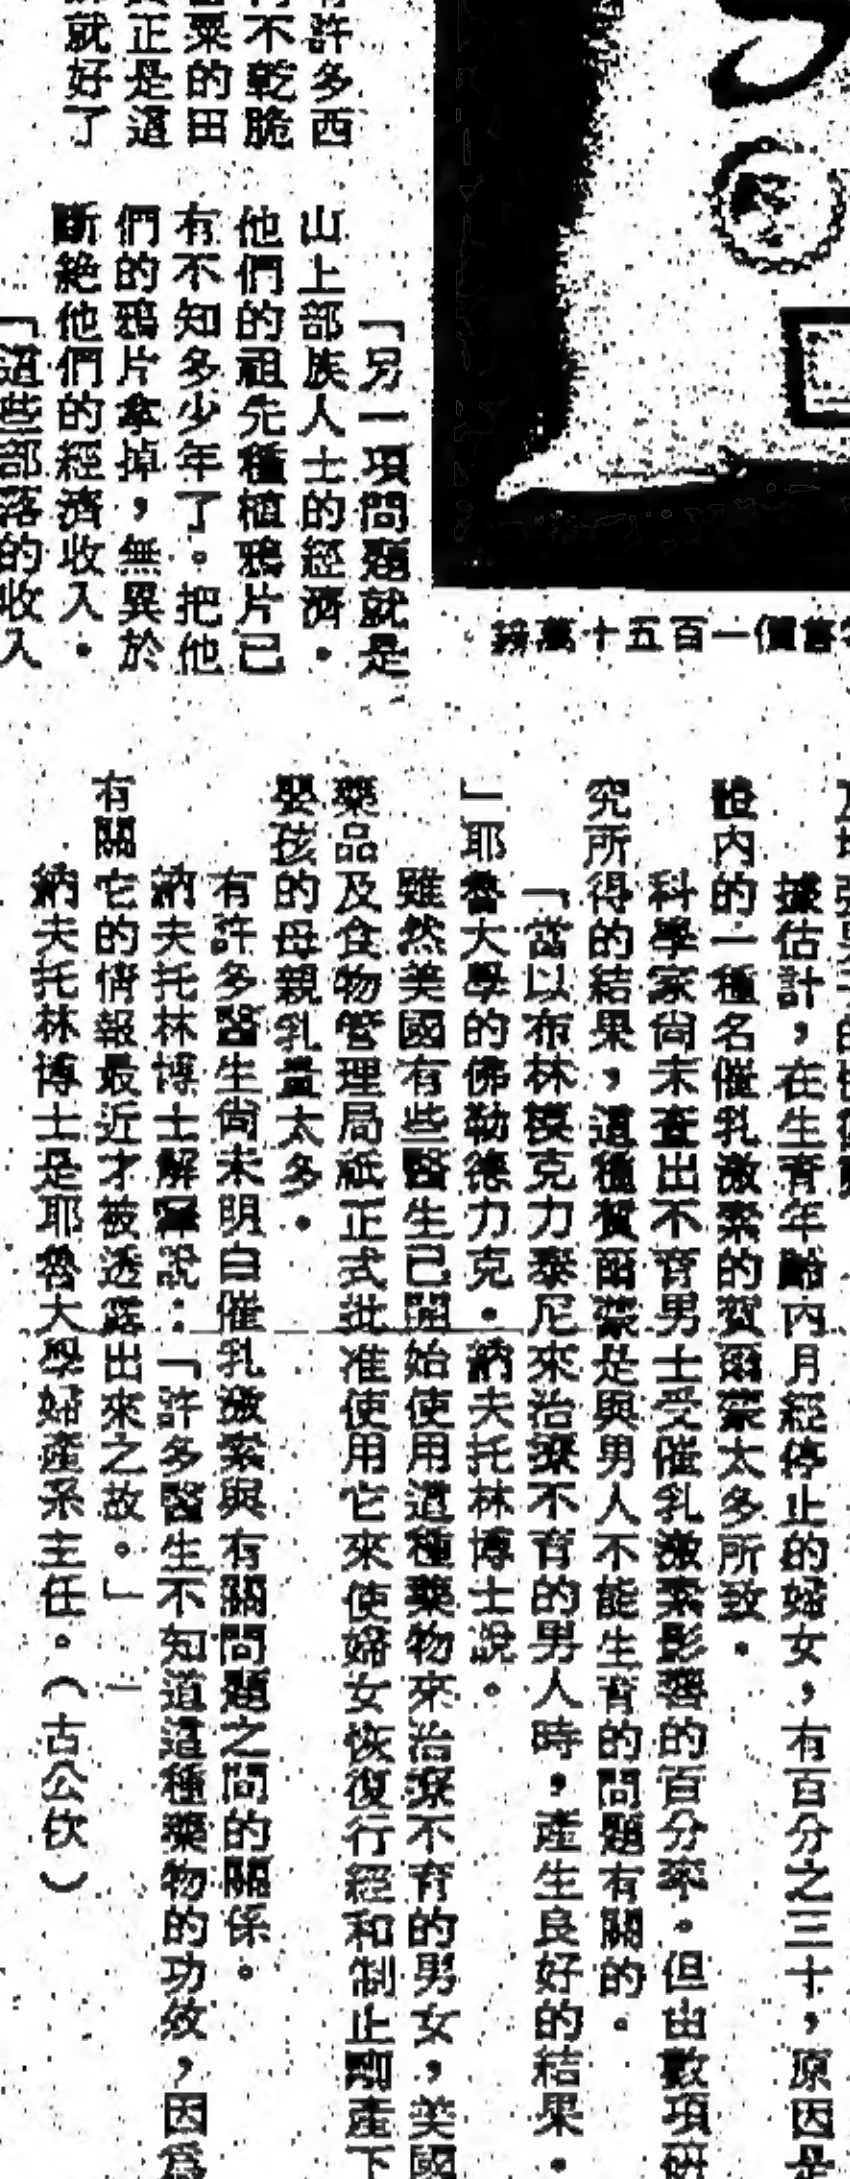 許多西
不乾脆
粟的田
正是這
就好了
「另一項問題就是
山上部族人士的經濟。
他們的祖先種植鴉片已
有不知多少年了。把他
們的鴉片拿掉，無異於
斷絶他們的經濟收入。
「這些部落的收入
價一百五十萬鎊
據估計，在生育年齡內月經停止的婦女，有百分之三十，原因是
體內的一種名催乳激素的賀爾蒙太多所致。
科學家尙未查出不育男士受催乳激素影響的百分率。但由數項硏
究所得的結果，這種賀爾蒙是與男人不能生育的問題有關的。
「當以布林模克力泰尼來治療不育的男人時，產生良好的結果。
」耶魯大學的佛勒德力克。納夫托林博士說。
雖然美國有些醫生已開始使用這種藥物來治療不育的男女，美國
藥品及食物管理局祇正式批准使用它來使婦女恢復行經和制止剛產下
嬰孩的母親乳量太多。
有許多醫生尙未明白催乳激素與有關問題之間的關係。
納夫托林博士解釋說：「許多醫生不知道這種藥物的功效，因爲
有關它的情報最近才被透露出來之故。」
納夫托林博士是耶魯大學婦產系主任。（古公攸）